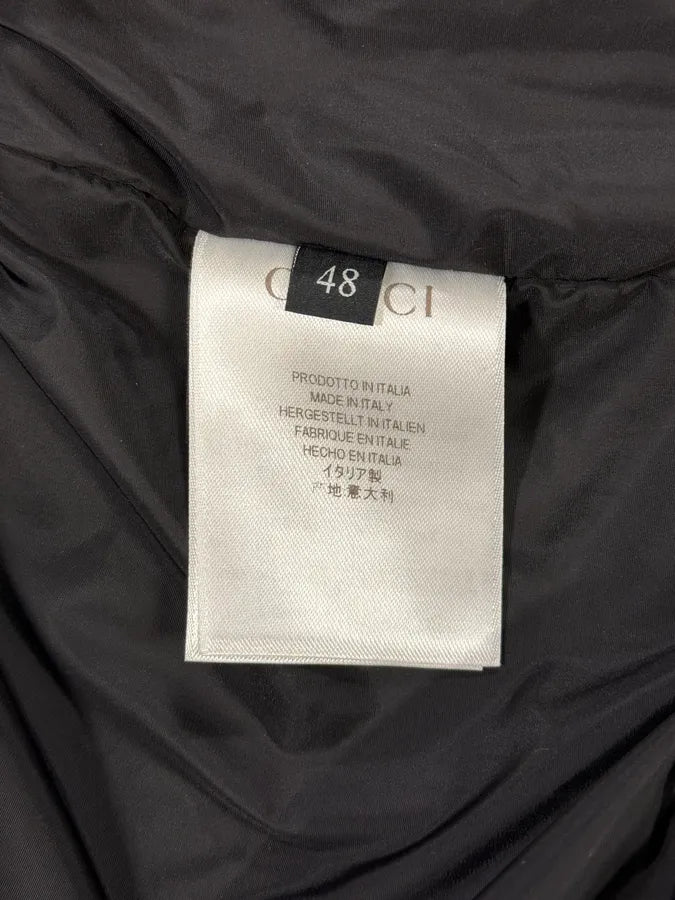 48
G CI
PRODOTTO IN ITALIA
MADE IN ITALY
HERGESTELLT IN ITALIEN
FABRIQUE EN ITALIE
HECHO EN ITALIA
イタリア製
产地:意大利